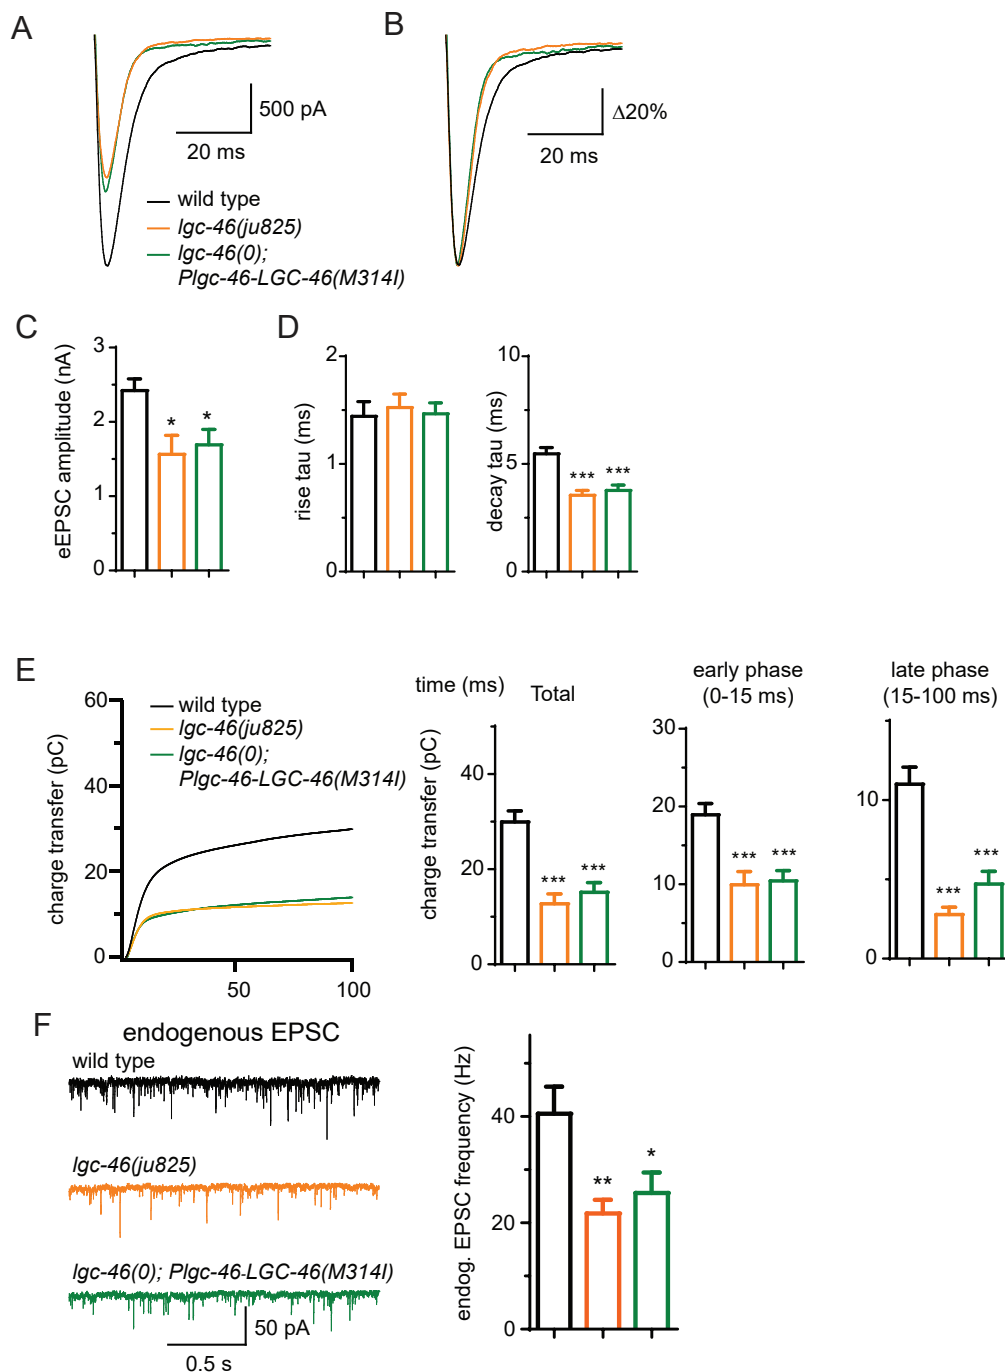 A
B
500 pA
20 ms
Δ20%
20 ms
wild type
lgc-46(ju825)
lgc-46(0);
Plgc-46-LGC-46(M314I)
C
eEPSC amplitude (nA)
3
2
1
0
* *
D
rise tau (ms)
2
1
0
decay tau (ms)
10
5
0
*** ***
E
charge transfer (pC)
60
40
20
0
50 100
wild type
lgc-46(ju825)
lgc-46(0);
Plgc-46-LGC-46(M314I)
time (ms)
Total
charge transfer (pC)
40
20
0
*** ***
early phase
(0-15 ms)
30
20
10
0
*** ***
late phase
(15-100 ms)
10
0
*** ***
F
endogenous EPSC
wild type
lgc-46(ju825)
lgc-46(0); Plgc-46-LGC-46(M314I)
50 pA
0.5 s
endog. EPSC frequency (Hz)
40
20
0
** *